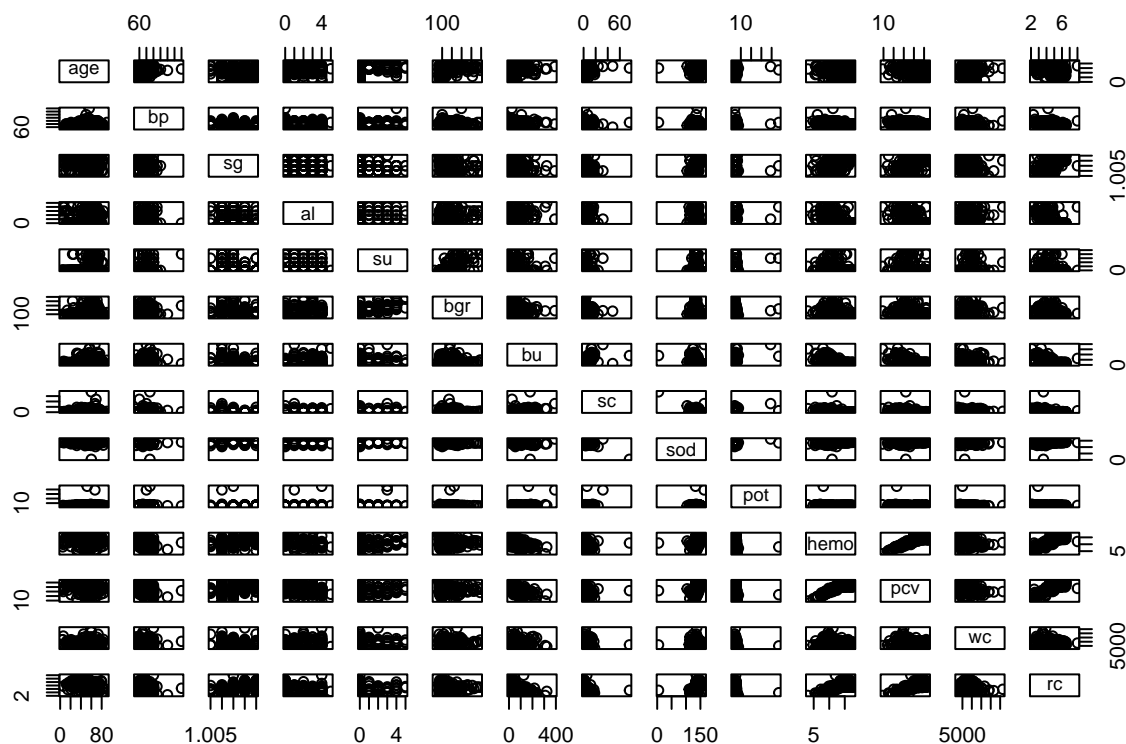 60 0 4 100 0 60 10 10 2 6
age 0
60 bp
sg 1.005
0 al
su 0
100 bgr
bu 0
0 sc
sod 0
10 pot
hemo 5
10 pcv
wc 5000
2 rc
0 80 1.005 0 4 0 400 0 150 5 5000